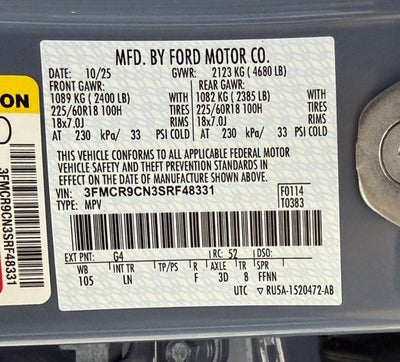 MFD. BY FORD MOTOR CO.
DATE: 10/25 GVWR: 2123 KG ( 4680 LB)
FRONT GAWR: REAR GAWR:
1089 KG ( 2400 LB) WITH 1082 KG ( 2385 LB) WITH
225/60R18 100H TIRES 225/60R18 100H TIRES
18x7.0J RIMS 18x7.0J RIMS
AT 230 kPa/ 33 PSI COLD AT 230 kPa/ 33 PSI COLD
THIS VEHICLE CONFORMS TO ALL APPLICABLE FEDERAL MOTOR
VEHICLE SAFETY AND THEFT PREVENTION STANDARDS IN
EFFECT ON THE DATE OF MANUFACTURE SHOWN ABOVE.
VIN: 3FMCR9CN3SRF48331 F0114
TYPE: MPV T0383
EXT PNT: G4 RC: 52 DSO:
WB INT TR TP/PS R AXLE TR SPR
105 LN F 3D 8 FFNN
UTC RU5A-1520472-AB
ION
3FMCR9CN3SRF48331